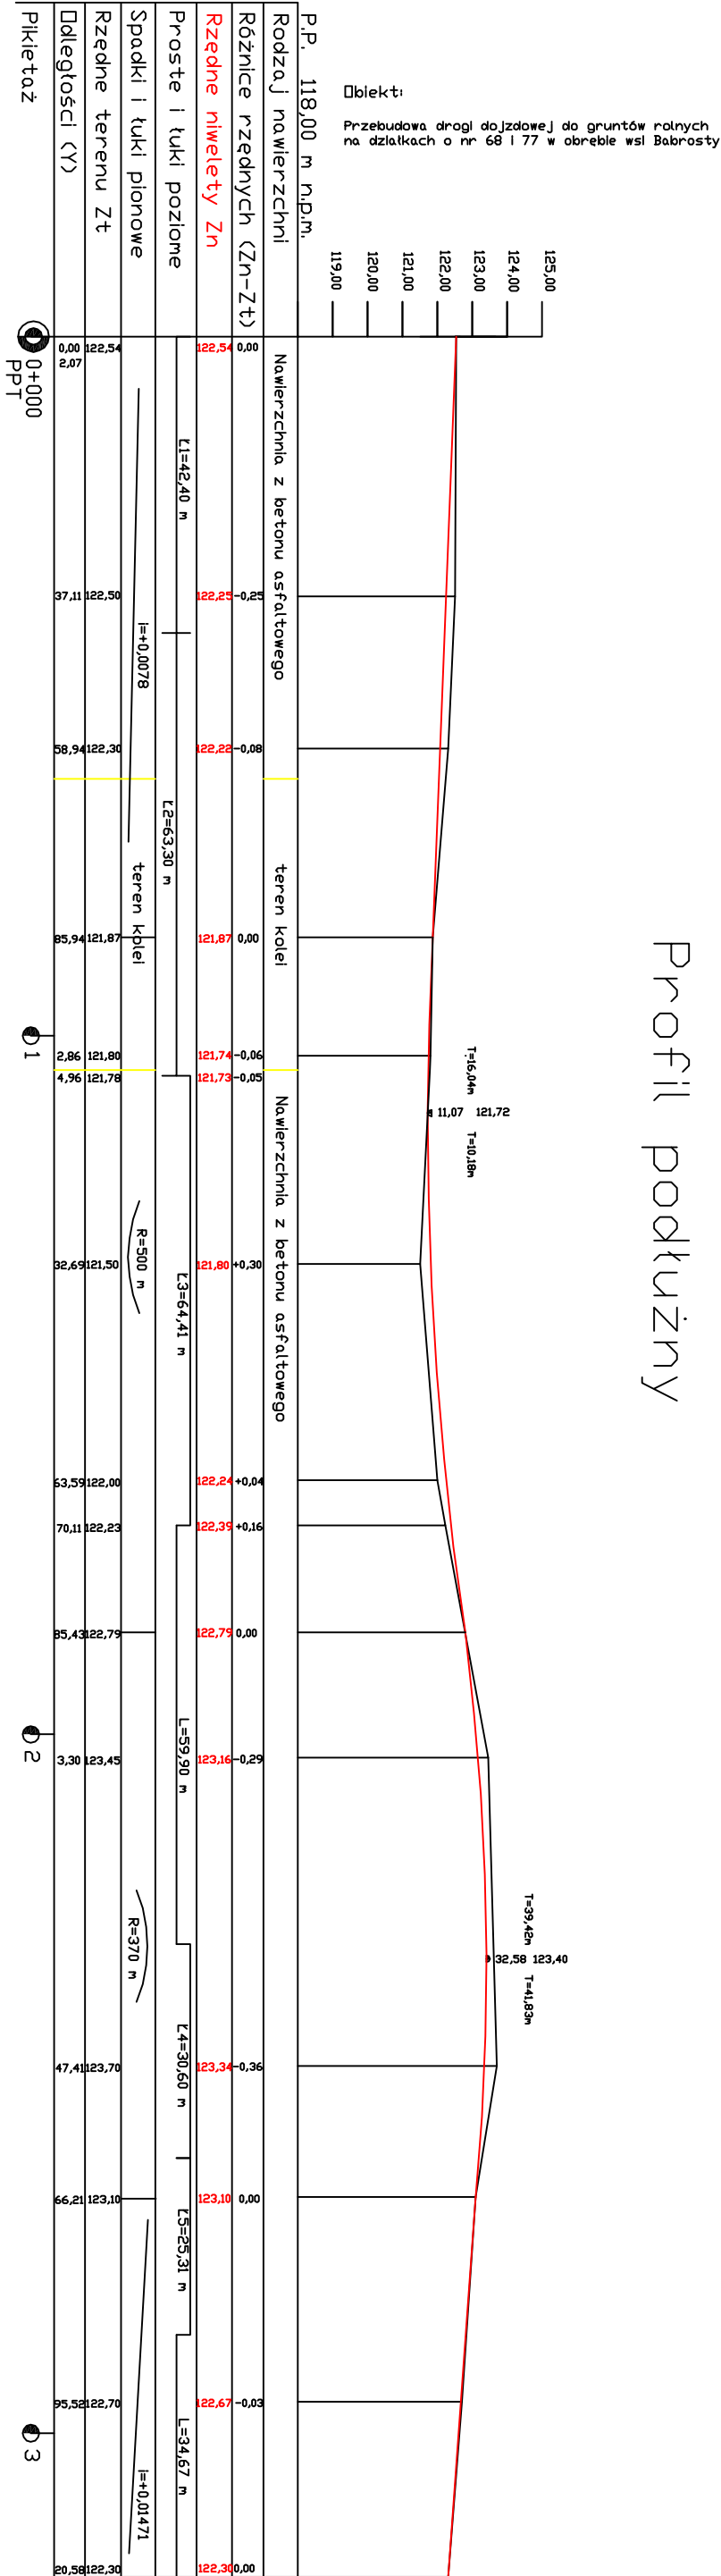 Profil podłużny
Obiekt:
Przebudowa drogi dojzdowej do gruntów rolnych
na działkach o nr 68 i 77 w obrębie wsi Babrosty
125,00
124,00
123,00
122,00
121,00
120,00
119,00
P.P. 118,00 m n.p.m.
T=16,04m T=10,18m
11,07 121,72
T=39,42m T=41,83m
32,58 123,40
Rodzaj nawierzchni Nawierzchnia z betonu asfaltowego teren kolei Nawierzchnia z betonu asfaltowego
Różnice rzędnych (Zn-Zt) 0,00 -0,25 -0,08 0,00 -0,06 -0,05 +0,30 +0,04 +0,16 0,00 -0,29 -0,36 0,00 -0,03 0,00
Rzędne niwelety Zn 122,54 122,25 122,22 121,87 121,74 121,73 121,80 122,24 122,39 122,79 123,16 123,34 123,10 122,67 122,30
Proste i łuki poziome Ł1=42,40 m Ł2=63,30 m Ł3=64,41 m L=59,90 m Ł4=30,60 m Ł5=25,31 m L=34,67 m
Spadki i łuki pionowe i=+0,0078 teren kolei R=500 m R=370 m i=+0,01471
Rzędne terenu Zt 122,54 122,50 122,30 121,87 121,80 121,78 121,50 122,00 122,23 122,79 123,45 123,70 123,10 122,70 122,30
Odległości (Y) 0,00 2,07 37,11 58,94 85,94 2,86 4,96 32,69 63,59 70,11 85,43 3,30 47,41 66,21 95,52 20,58
Pikietaż 0+000 1 2 3
PPT